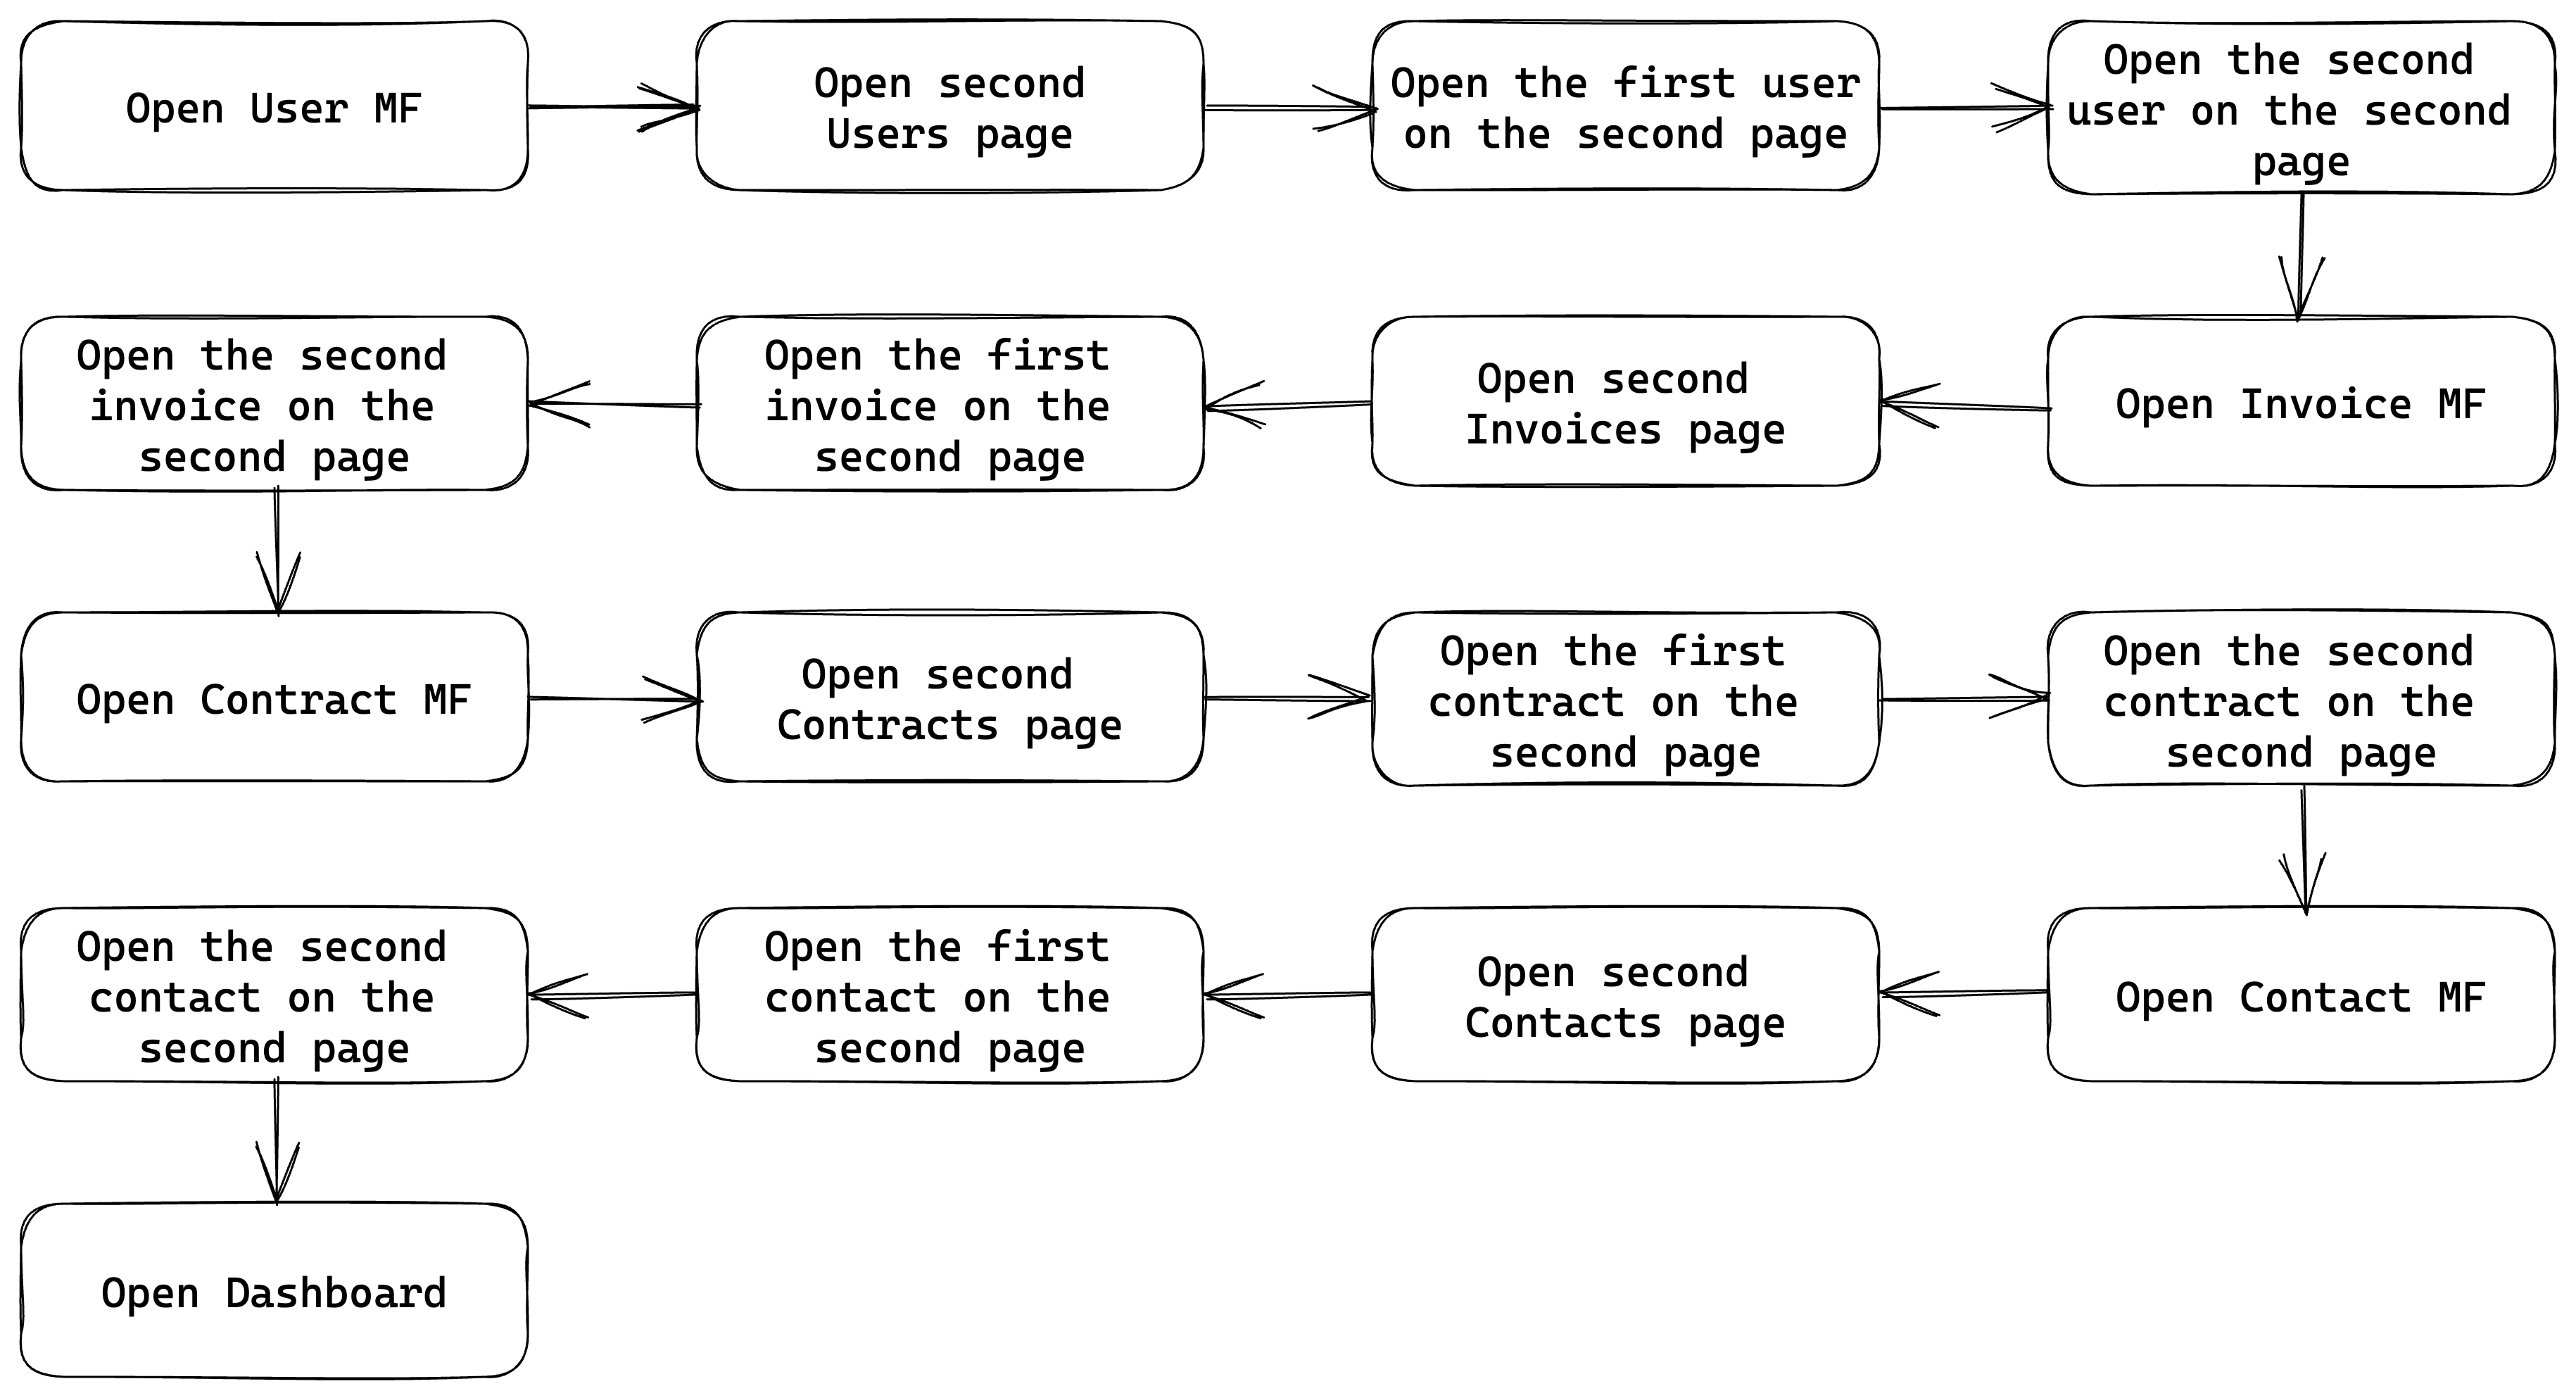 Open User MF
Open second
Users page
Open the first user
on the second page
Open the second
user on the second
page
Open Invoice MF
Open second
Invoices page
Open the first
invoice on the
second page
Open the second
invoice on the
second page
Open Contract MF
Open second
Contracts page
Open the first
contract on the
second page
Open the second
contract on the
second page
Open Contact MF
Open second
Contacts page
Open the first
contact on the
second page
Open the second
contact on the
second page
Open Dashboard